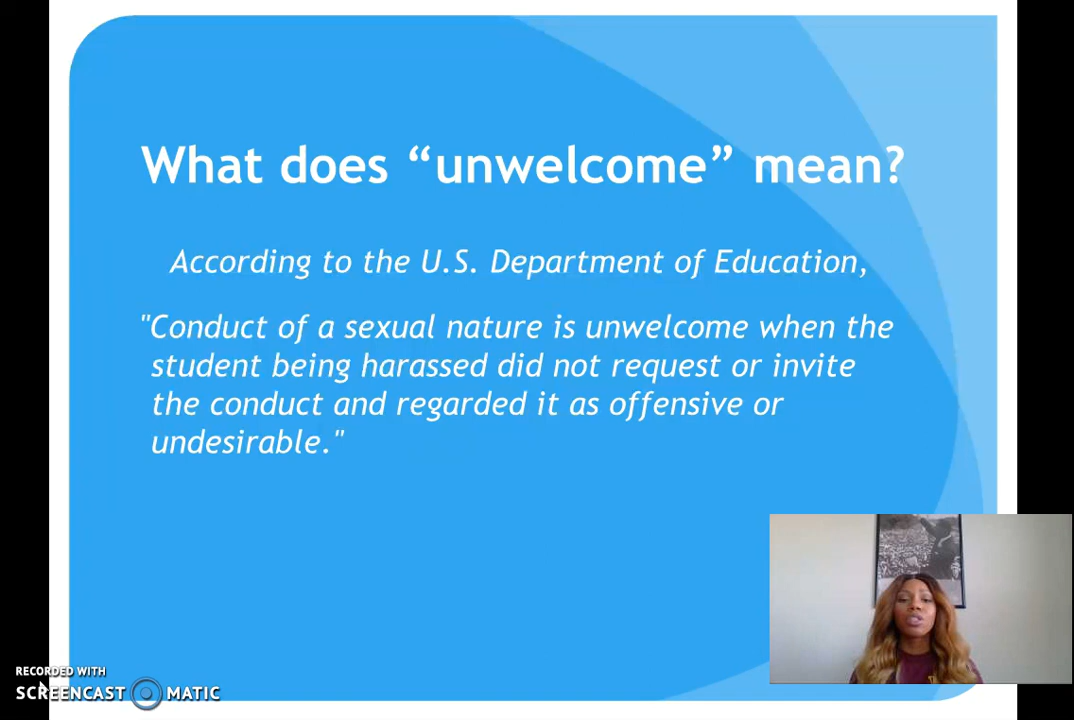 What does “unwelcome” mean?
According to the U.S. Department of Education,
"Conduct of a sexual nature is unwelcome when the
student being harassed did not request or invite
the conduct and regarded it as offensive or
undesirable."
RECORDED WITH
SCREENCAST MATIC